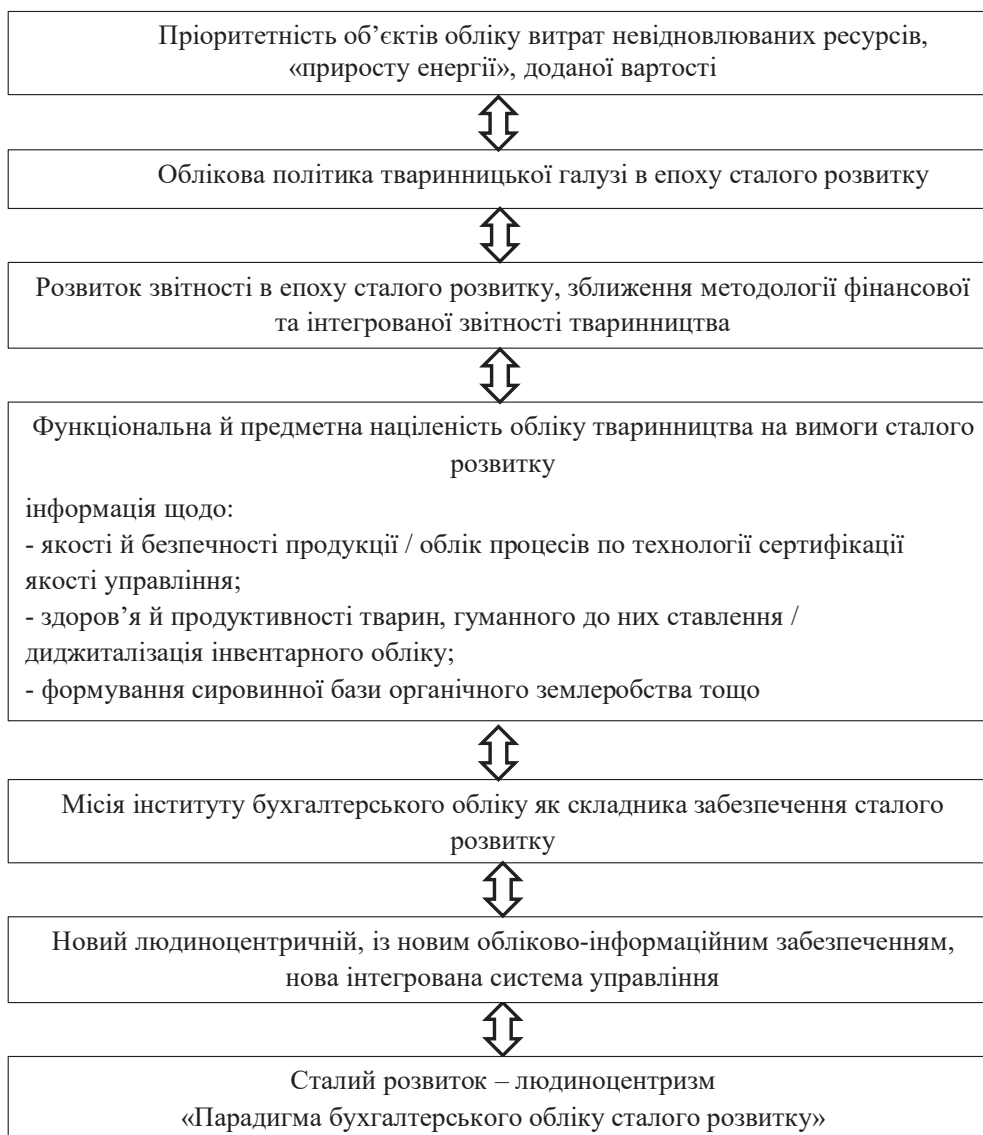 Пріоритетність об’єктів обліку витрат невідновлюваних ресурсів,
«приросту енергії», доданої вартості
Облікова політика тваринницької галузі в епоху сталого розвитку
Розвиток звітності в епоху сталого розвитку, зближення методології фінансової
та інтегрованої звітності тваринництва
Функціональна й предметна націленість обліку тваринництва на вимоги сталого
розвитку
інформація щодо:
- якості й безпечності продукції / облік процесів по технології сертифікації
якості управління;
- здоров’я й продуктивності тварин, гуманного до них ставлення /
диджиталізація інвентарного обліку;
- формування сировинної бази органічного землеробства тощо
Місія інституту бухгалтерського обліку як складника забезпечення сталого
розвитку
Новий людиноцентричній, із новим обліково-інформаційним забезпеченням,
нова інтегрована система управління
Сталий розвиток – людиноцентризм
«Парадигма бухгалтерського обліку сталого розвитку»